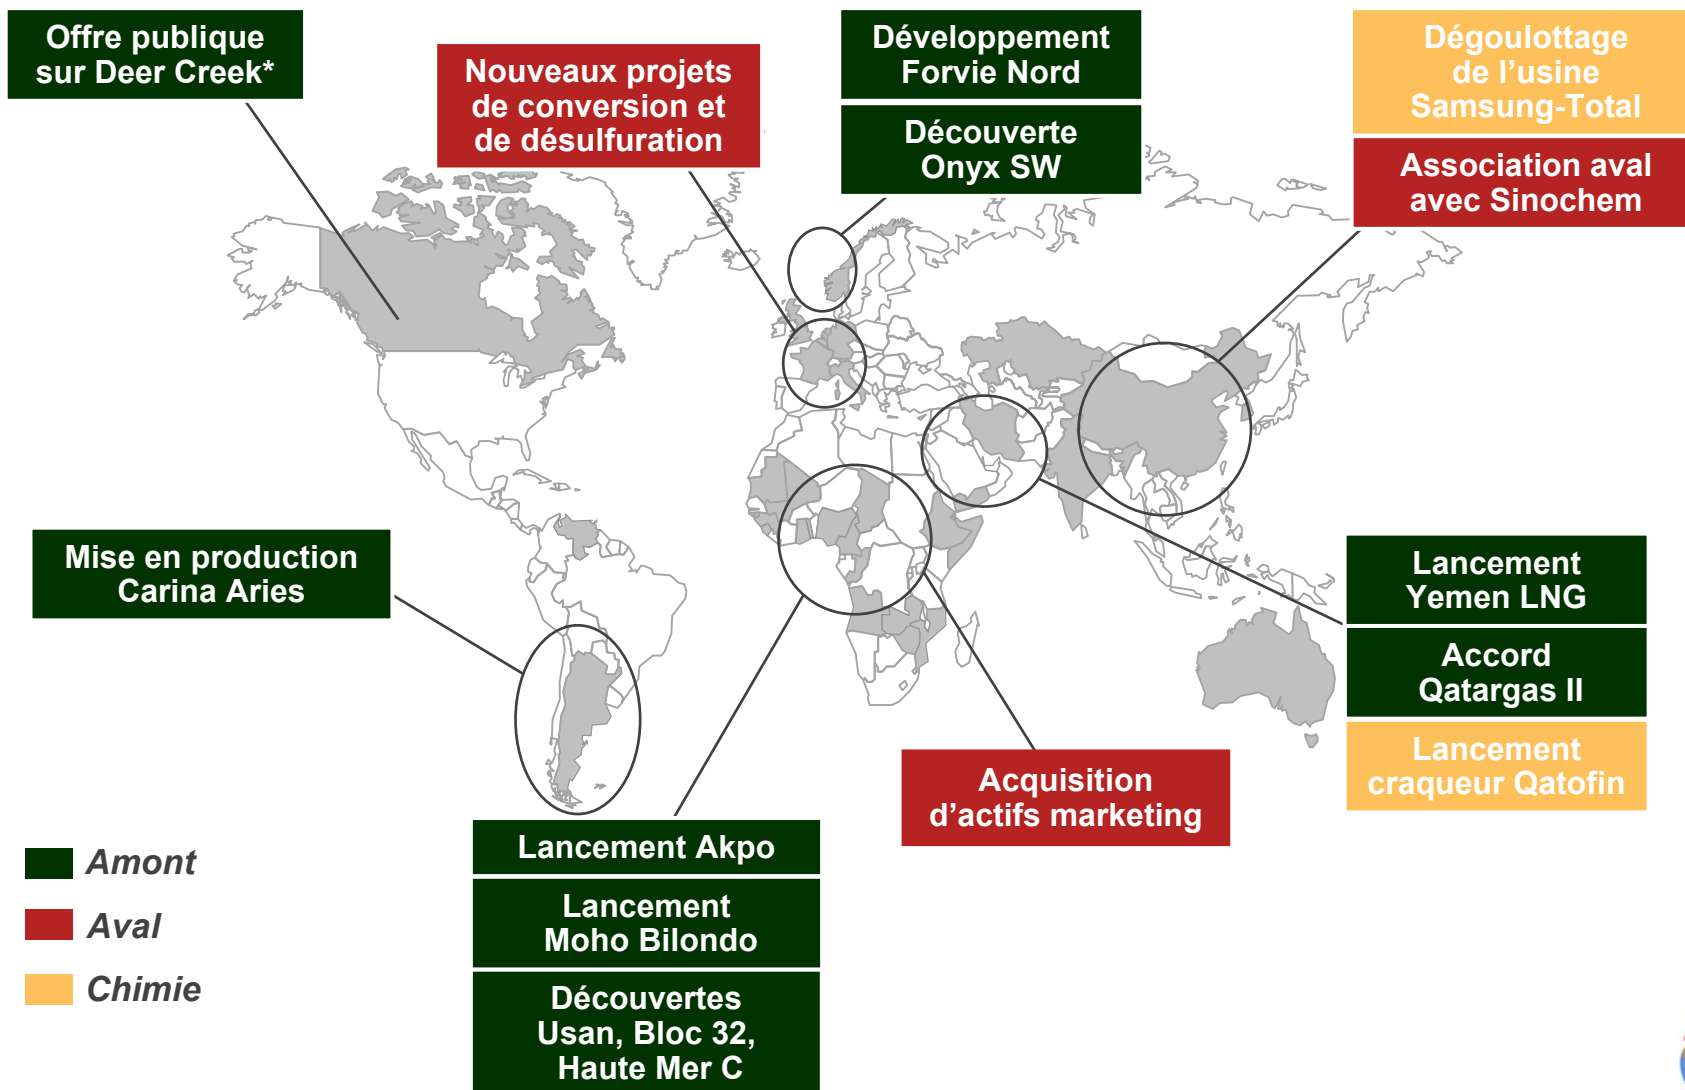 Offre publique
sur Deer Creek*
Nouveaux projets
de conversion et
de désulfuration
Développement
Forvie Nord
Découverte
Onyx SW
Dégoulottage
de l’usine
Samsung-Total
Association aval
avec Sinochem
Mise en production
Carina Aries
Lancement
Yemen LNG
Accord
Qatargas II
Lancement
craqueur Qatofin
Acquisition
d’actifs marketing
Lancement Akpo
Lancement
Moho Bilondo
Découvertes
Usan, Bloc 32,
Haute Mer C
Amont
Aval
Chimie